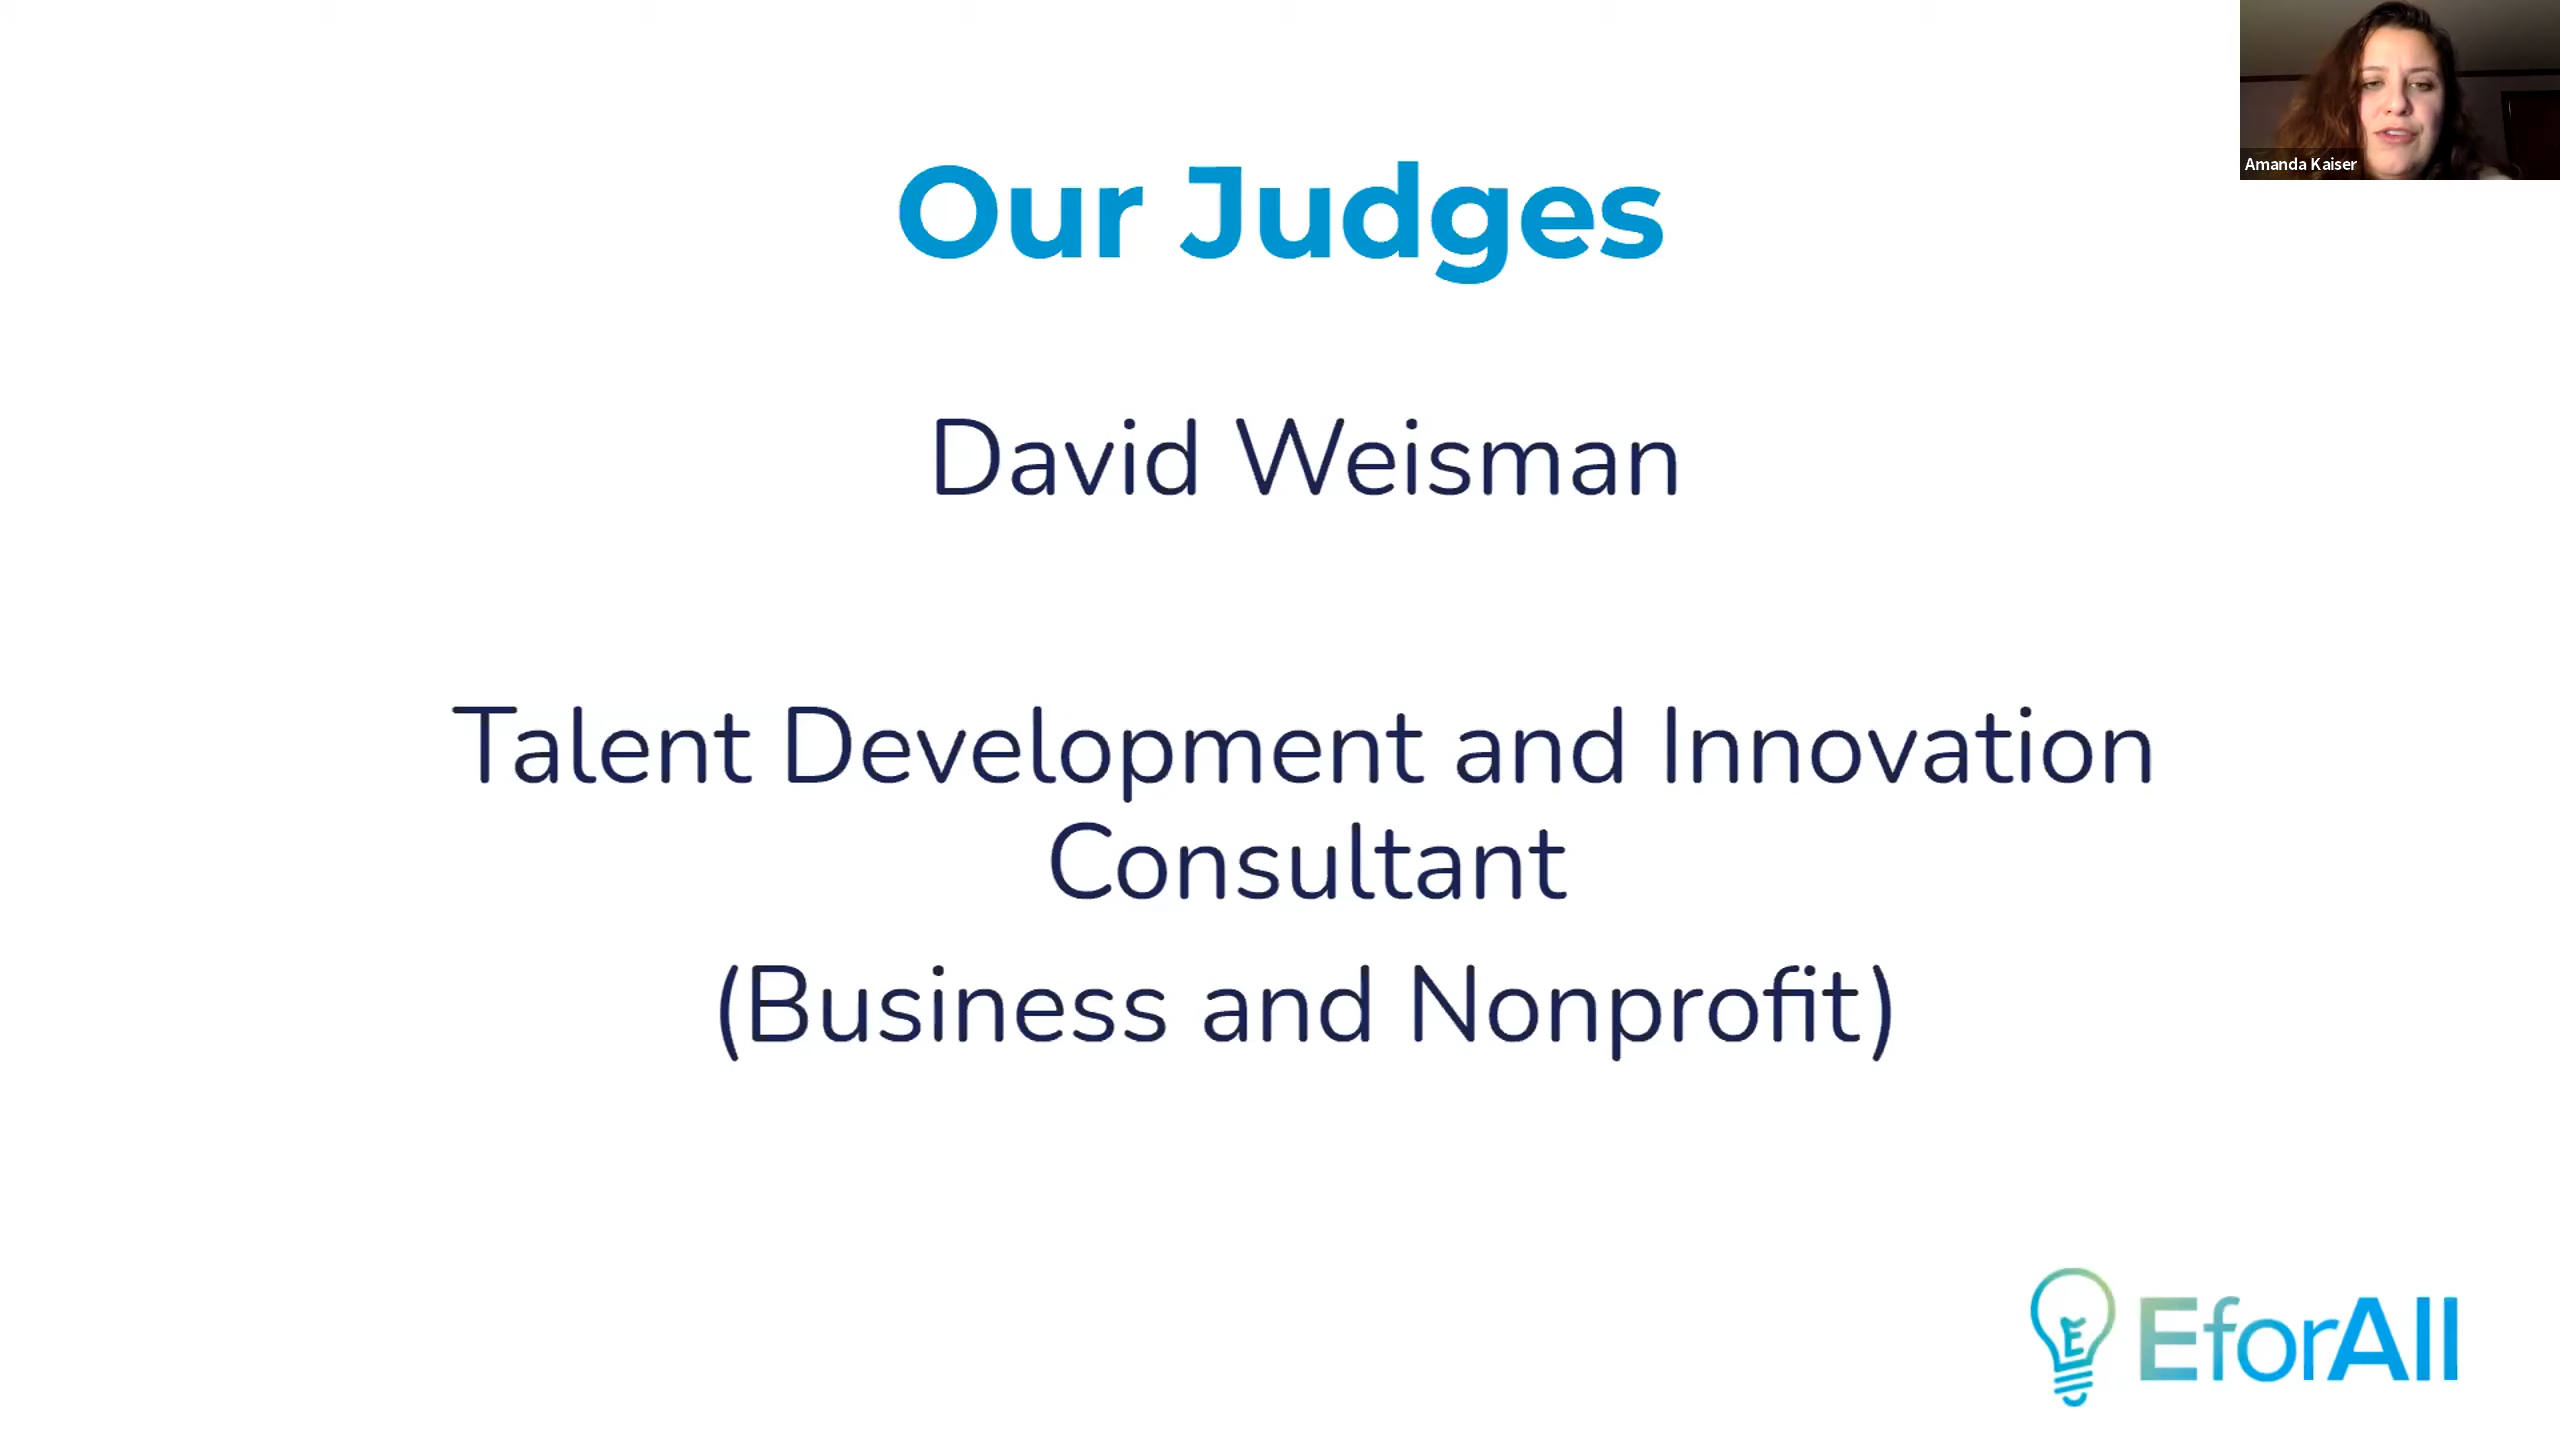 Amanda Kaiser
Our Judges
David Weisman
Talent Development and Innovation
Consultant
(Business and Nonprofit)
E
EforAll